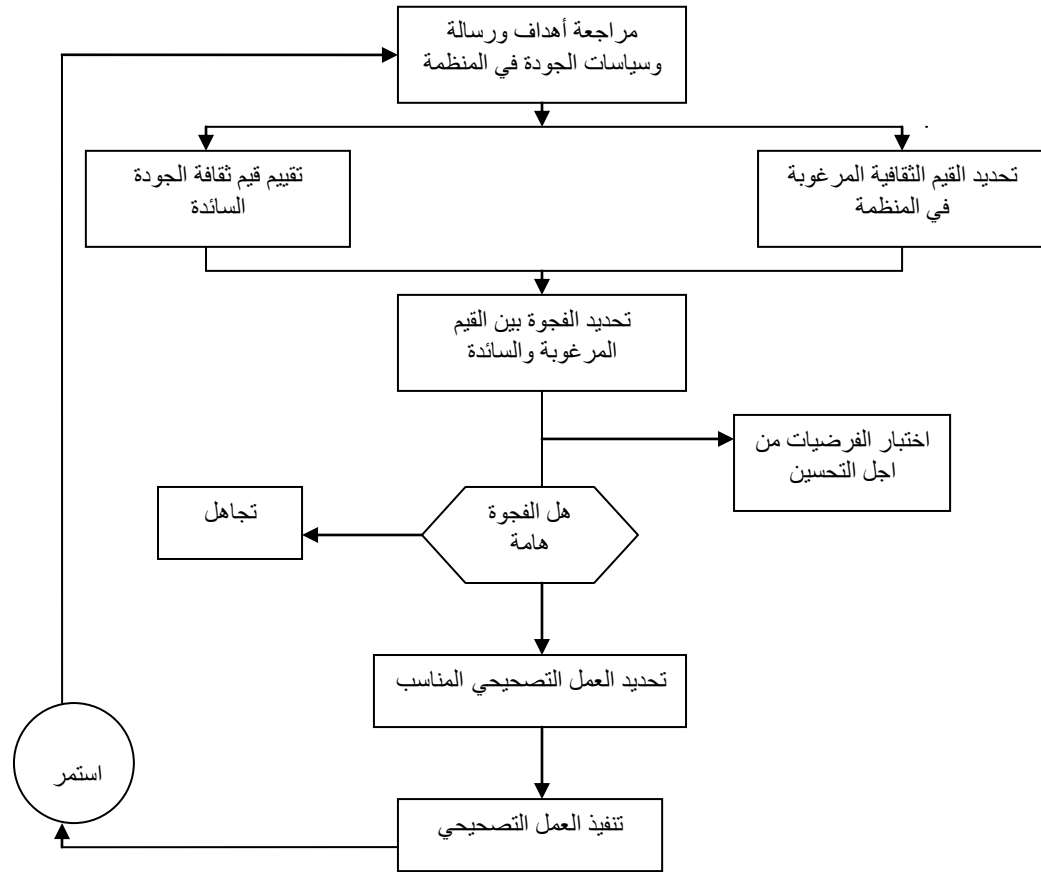 مراجعة أهداف ورسالة
وسياسات الجودة في المنظمة
تحديد القيم الثقافية المرغوبة
في المنظمة
تقييم قيم ثقافة الجودة
السائدة
تحديد الفجوة بين القيم
المرغوبة والسائدة
اختبار الفرضيات من
اجل التحسين
هل الفجوة
هامة
تجاهل
تحديد العمل التصحيحي المناسب
تنفيذ العمل التصحيحي
استمر